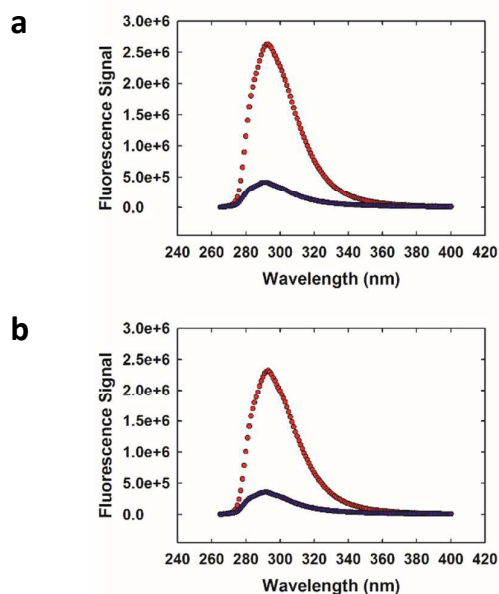 a
3.0e+6
2.5e+6
2.0e+6
1.5e+6
1.0e+6
5.0e+5
0.0
Fluorescence Signal
240 260 280 300 320 340 360 380 400 420
Wavelength (nm)
b
3.0e+6
2.5e+6
2.0e+6
1.5e+6
1.0e+6
5.0e+5
0.0
Fluorescence Signal
240 260 280 300 320 340 360 380 400 420
Wavelength (nm)